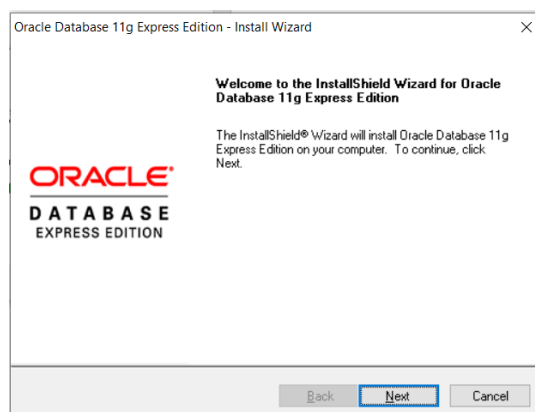 Oracle Database 11g Express Edition - Install Wizard
Welcome to the InstallShield Wizard for Oracle
Database 11g Express Edition
The InstallShield® Wizard will install Oracle Database 11g
Express Edition on your computer. To continue, click
Next.
ORACLE®
DATABASE
EXPRESS EDITION
Back Next Cancel